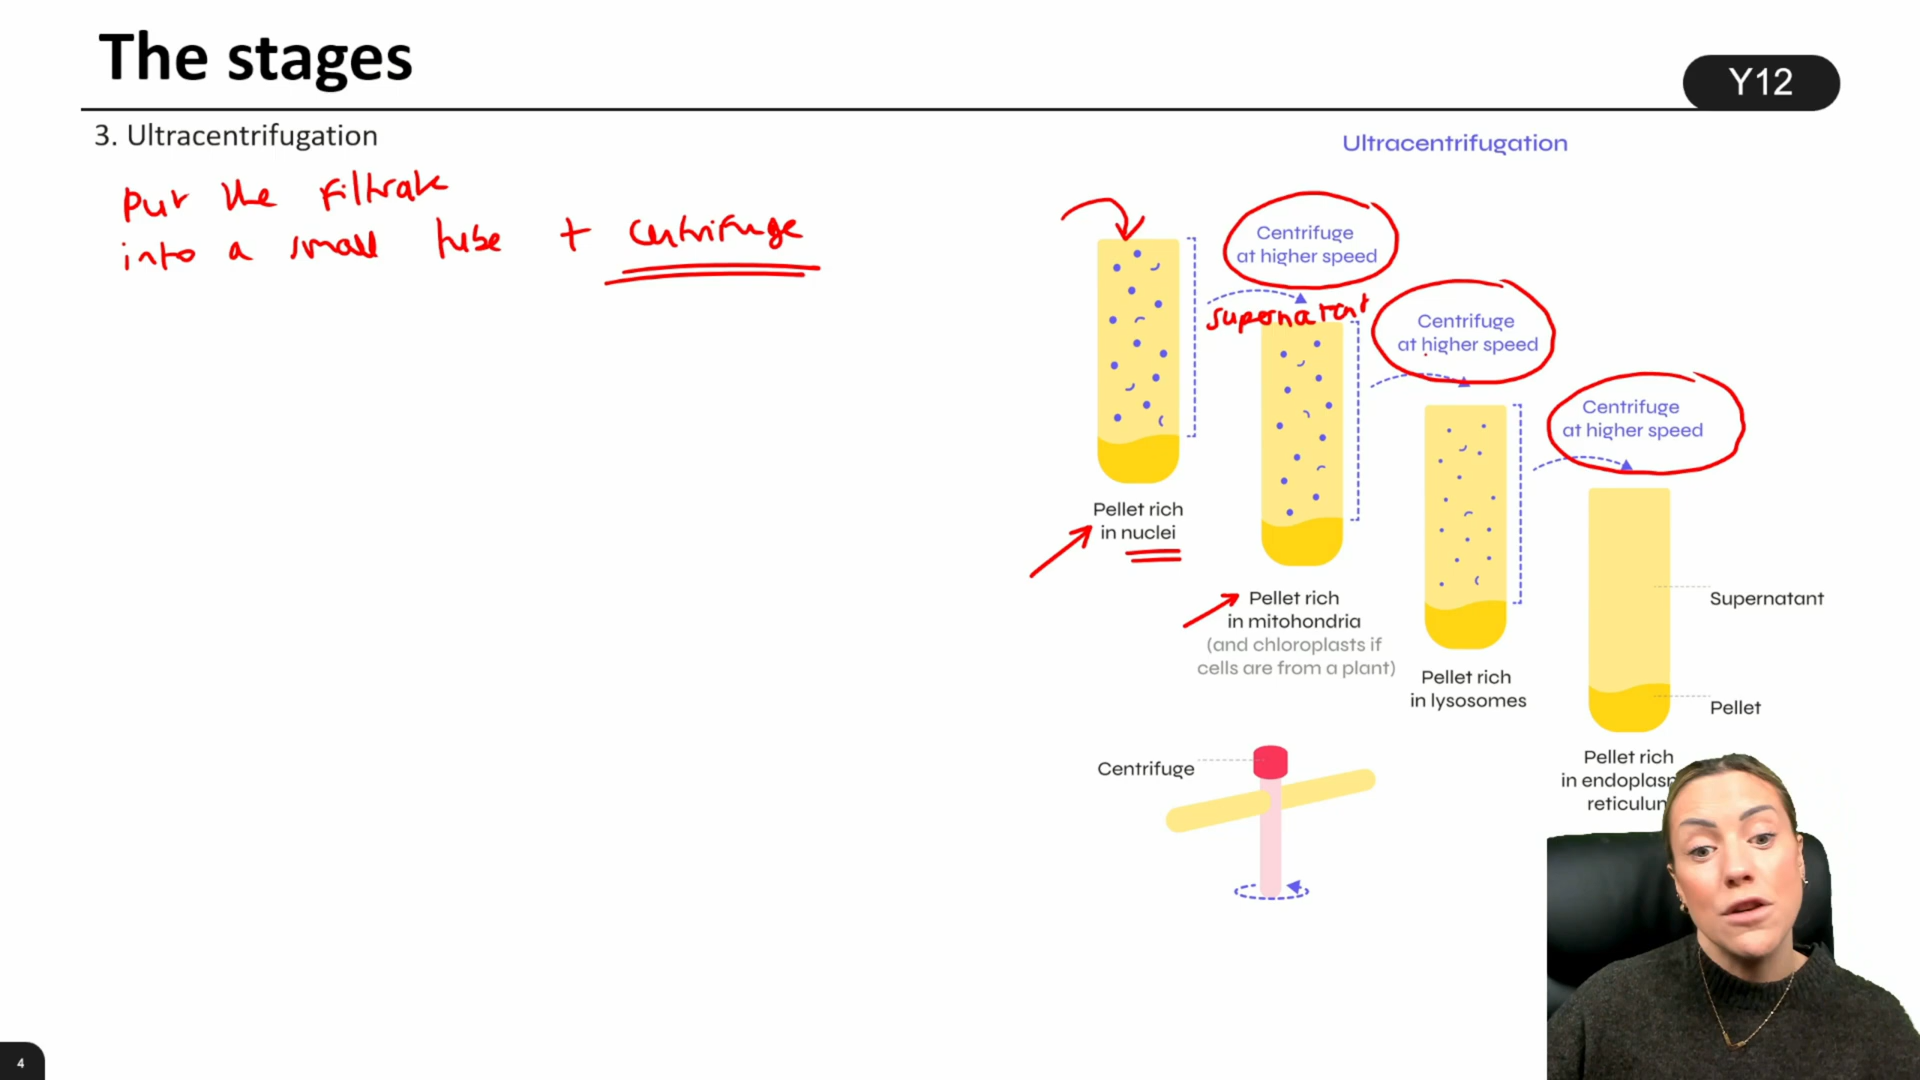 The stages
Y12
3. Ultracentrifugation
Put the Filtrate
into a small tube + centrifuge
Ultracentrifugation
Centrifuge
at higher speed
supernatant
Centrifuge
at higher speed
Centrifuge
at higher speed
Pellet rich
in nuclei
Pellet rich
in mitohondria
(and chloroplasts if
cells are from a plant)
Pellet rich
in lysosomes
Supernatant
Pellet
Pellet rich
in
Centrifuge
4